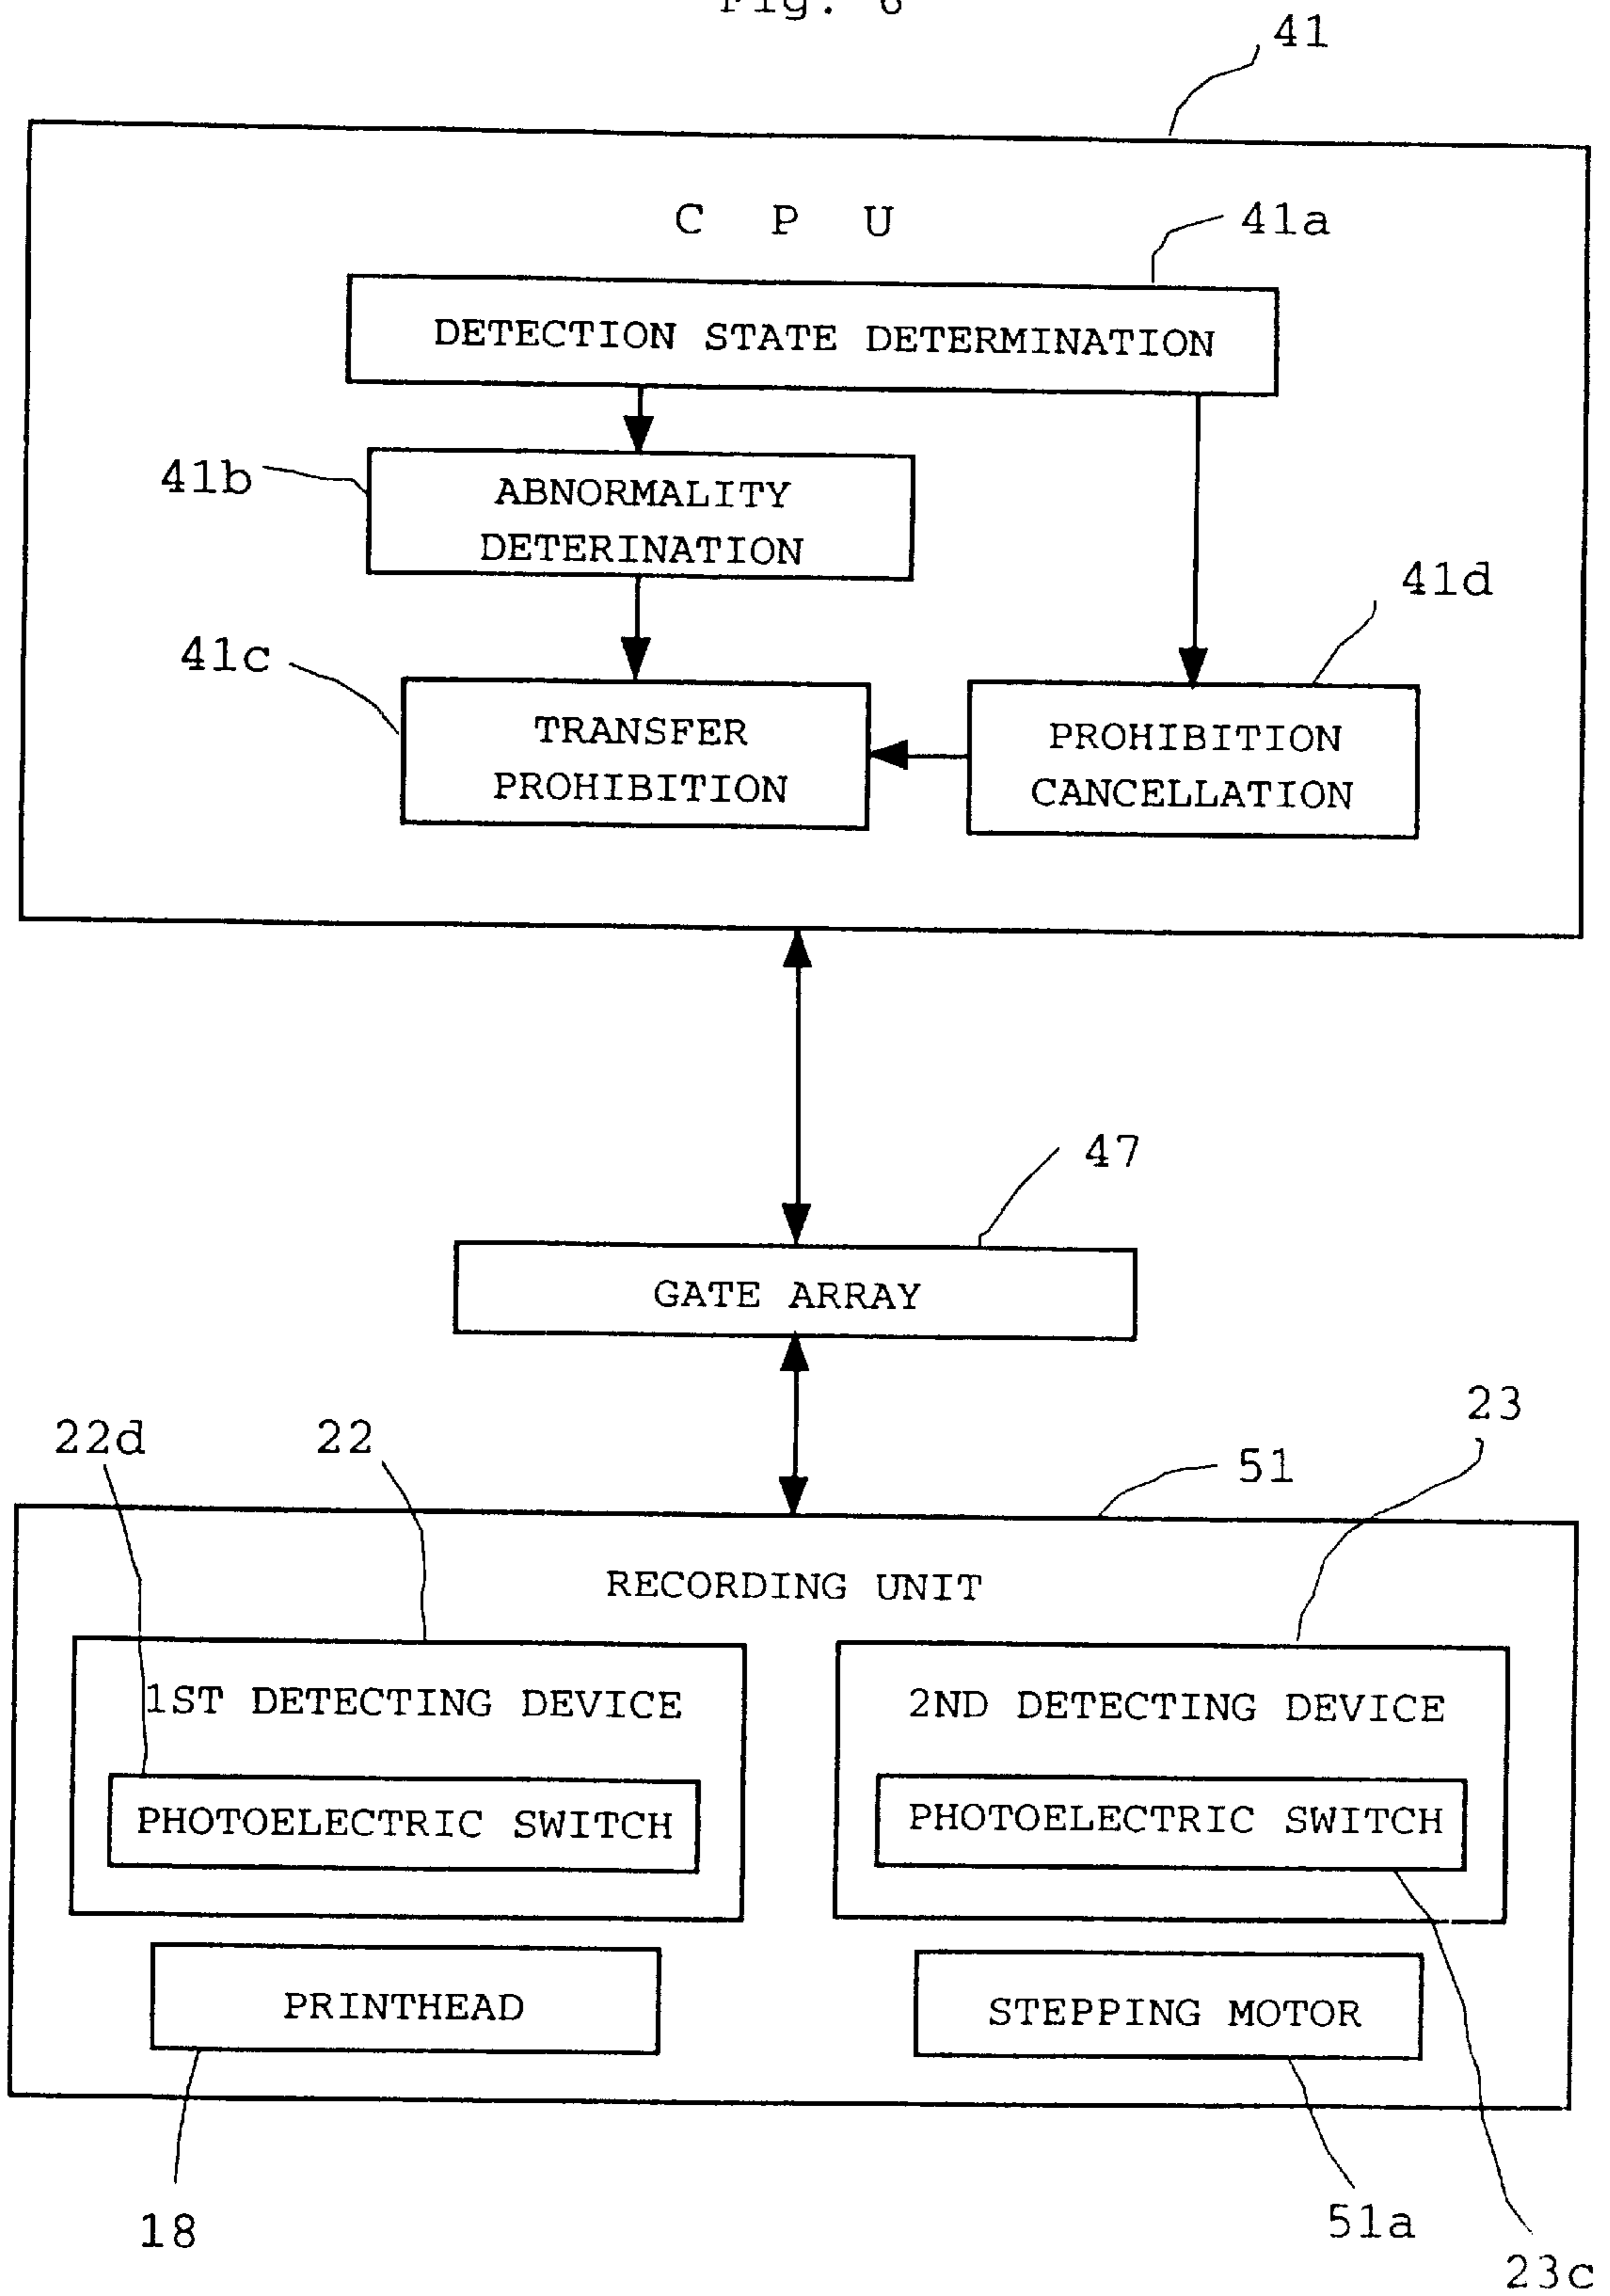 Fig. 6
41
C P U
41a
DETECTION STATE DETERMINATION
41b
ABNORMALITY
DETERINATION
41d
41c
TRANSFER
PROHIBITION
PROHIBITION
CANCELLATION
47
GATE ARRAY
23
22d
22
51
RECORDING UNIT
1ST DETECTING DEVICE
2ND DETECTING DEVICE
PHOTOELECTRIC SWITCH
PHOTOELECTRIC SWITCH
PRINTHEAD
STEPPING MOTOR
18
51a
23c